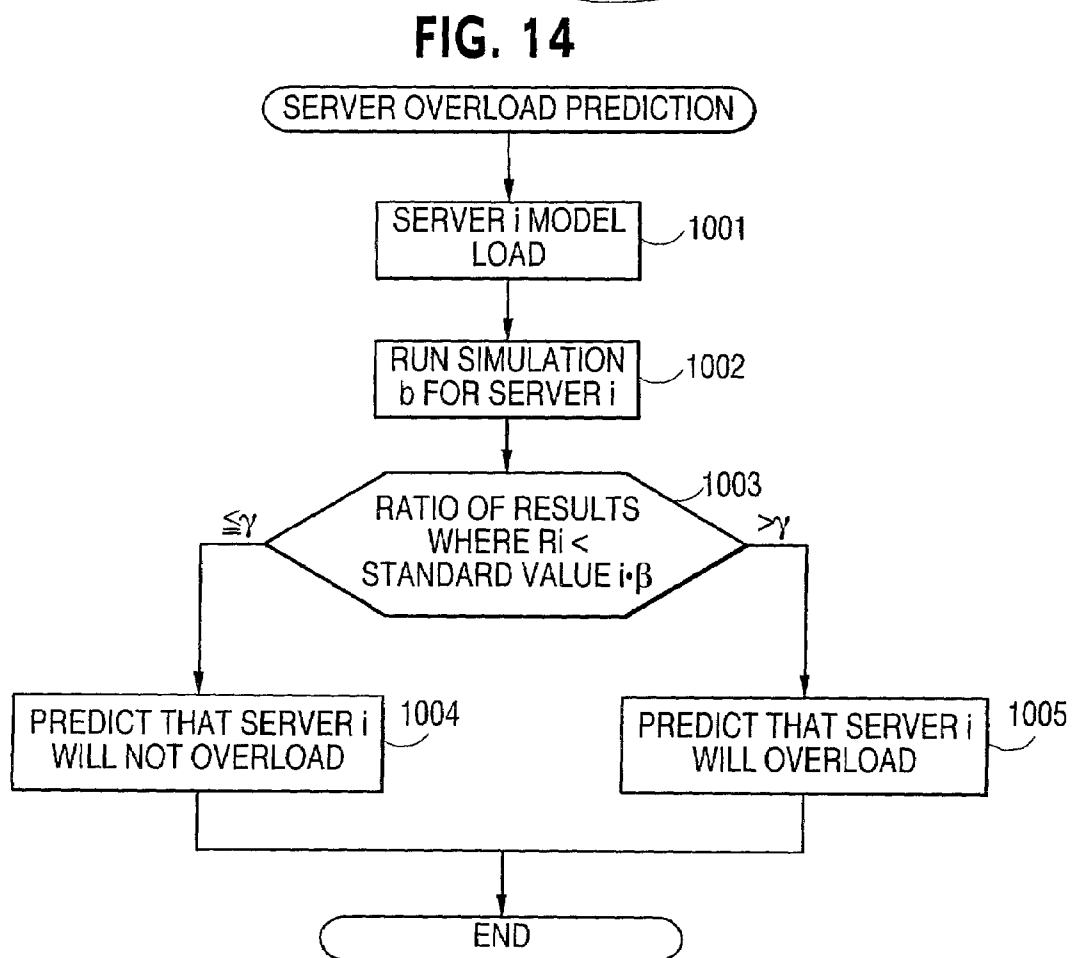 FIG. 14
SERVER OVERLOAD PREDICTION
SERVER i MODEL
LOAD
1001
RUN SIMULATION
b FOR SERVER i
1002
RATIO OF RESULTS
WHERE Ri <
STANDARD VALUE i·β
1003
≦γ
>γ
PREDICT THAT SERVER i
WILL NOT OVERLOAD
1004
PREDICT THAT SERVER i
WILL OVERLOAD
1005
END